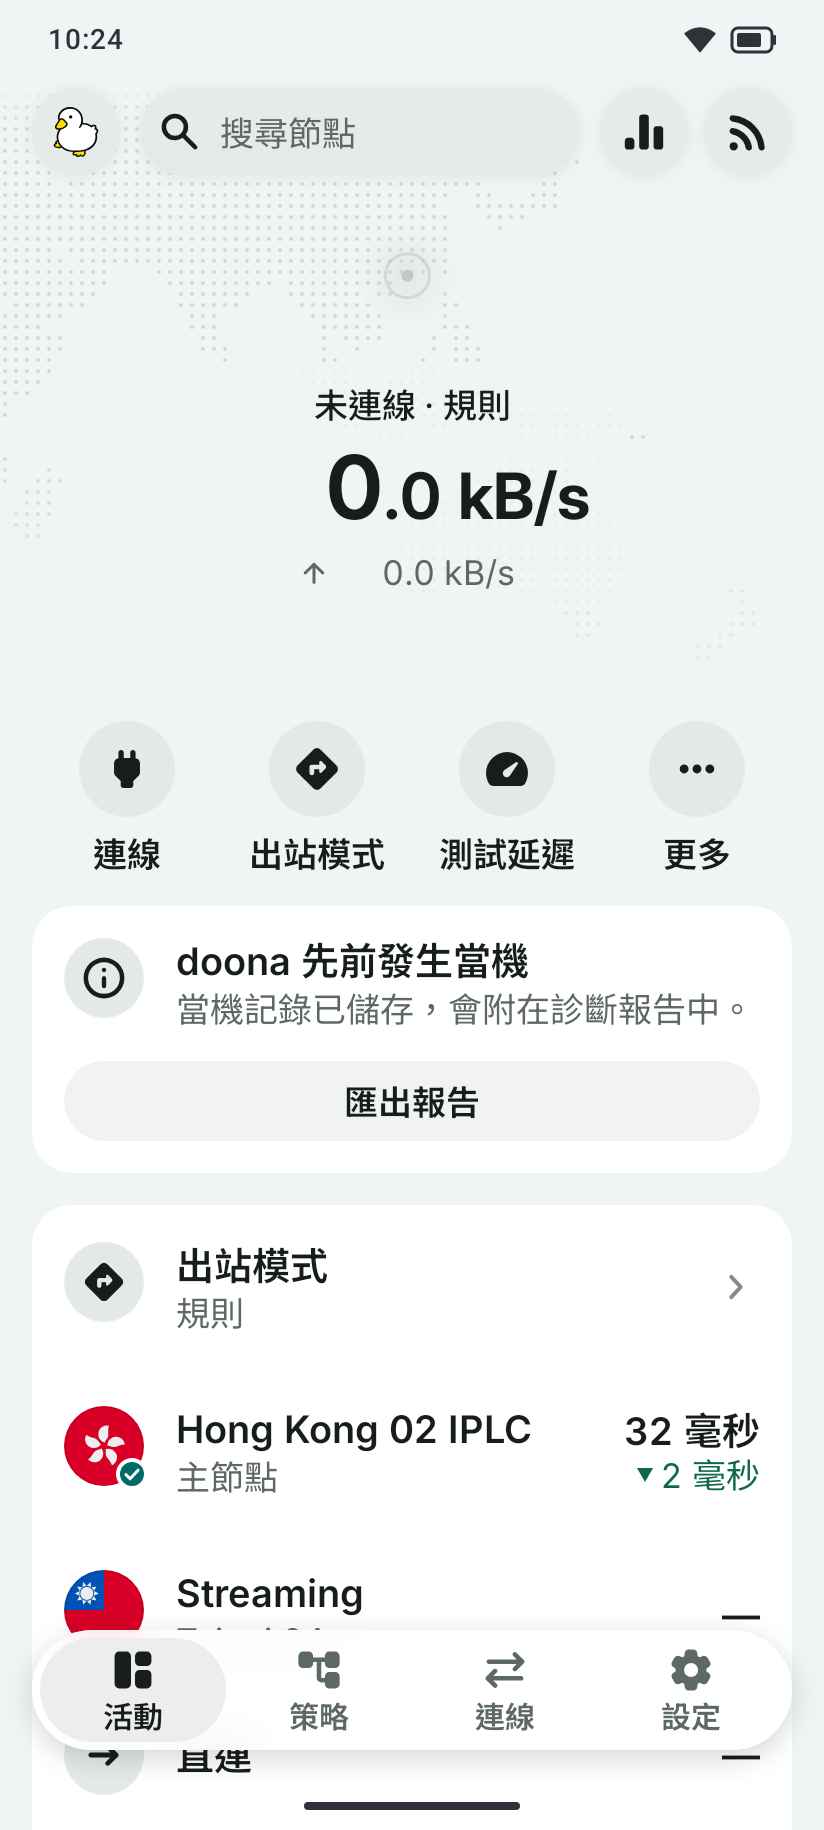 10:24
搜尋節點
未連線 · 規則
0.0 kB/s
0.0 kB/s
連線
出站模式
測試延遲
更多
doona 先前發生當機
當機記錄已儲存，會附在診斷報告中。
匯出報告
出站模式
規則
Hong Kong 02 IPLC
32 毫秒
主節點
2 毫秒
Streaming
活動
策略
連線
設定
直連